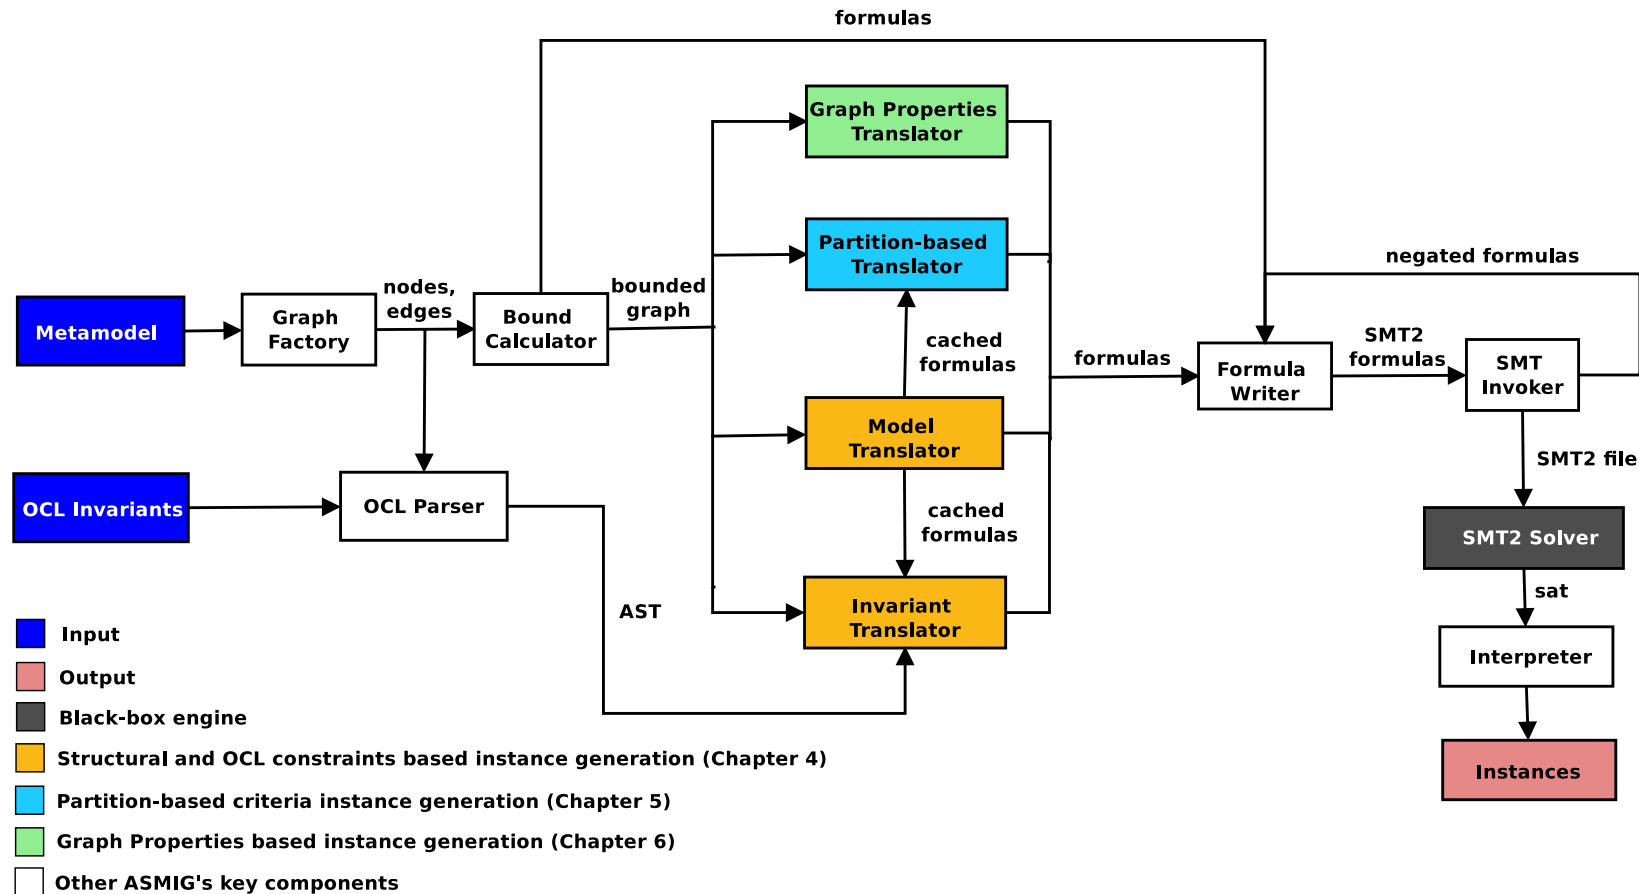 formulas
Graph Properties
Translator
Partition-based
Translator
negated formulas
nodes,
edges
bounded
graph
Metamodel
Graph
Factory
Bound
Calculator
cached
formulas
formulas
SMT2
formulas
Formula
Writer
SMT
Invoker
Model
Translator
SMT2 file
OCL Invariants
OCL Parser
cached
formulas
SMT2 Solver
sat
AST
Invariant
Translator
Interpreter
Instances
Input
Output
Black-box engine
Structural and OCL constraints based instance generation (Chapter 4)
Partition-based criteria instance generation (Chapter 5)
Graph Properties based instance generation (Chapter 6)
Other ASMIG's key components